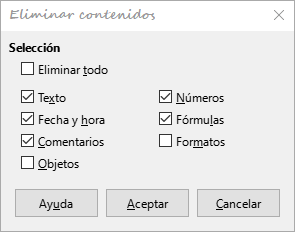 Eliminar contenidos
Selección
Eliminar todo
Texto
Números
Fecha y hora
Fórmulas
Comentarios
Formatos
Objetos
Ayuda
Aceptar
Cancelar